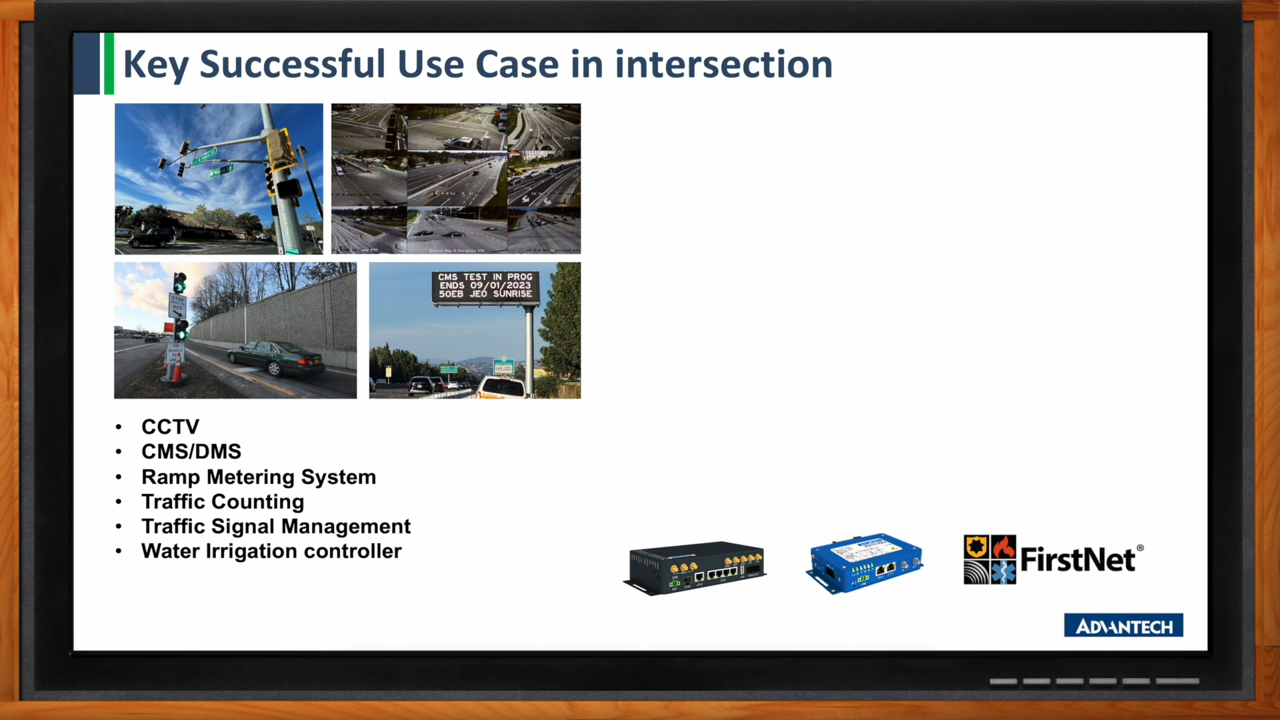 Key Successful Use Case in intersection
CMS TEST IN PROG
ENDS 09/01/2023
50EB JEO SUNRISE
• CCTV
• CMS/DMS
• Ramp Metering System
• Traffic Counting
• Traffic Signal Management
• Water Irrigation controller
FirstNet®
ADVANTECH